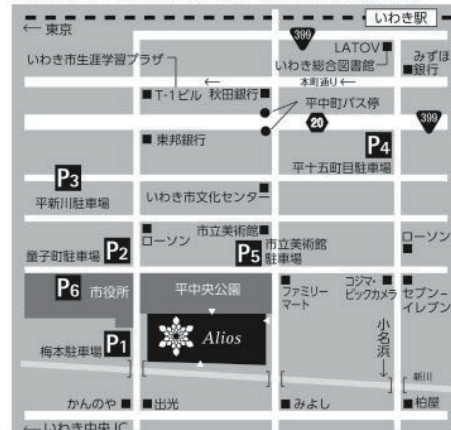 いわき駅
← 東京
399
LATOV
いわき総合図書館
みずほ
銀行
いわき市生涯学習プラザ
←
本町通り ←
T-1ビル
秋田銀行
平中町バス停
20
399
東邦銀行
P4
平十五町目駐車場
P3
平新川駐車場
いわき市文化センター
ローソン
市立美術館
P5
市立美術館
駐車場
ローソン
童子町駐車場
P2
P6
市役所
平中央公園
ファミリー
マート
コジマ・
ビックカメラ
セブン-
イレブン
Alios
小名浜
↓
梅本駐車場
P1
新川
かんのや
出光
みよし
柏屋
← いわき中央JC